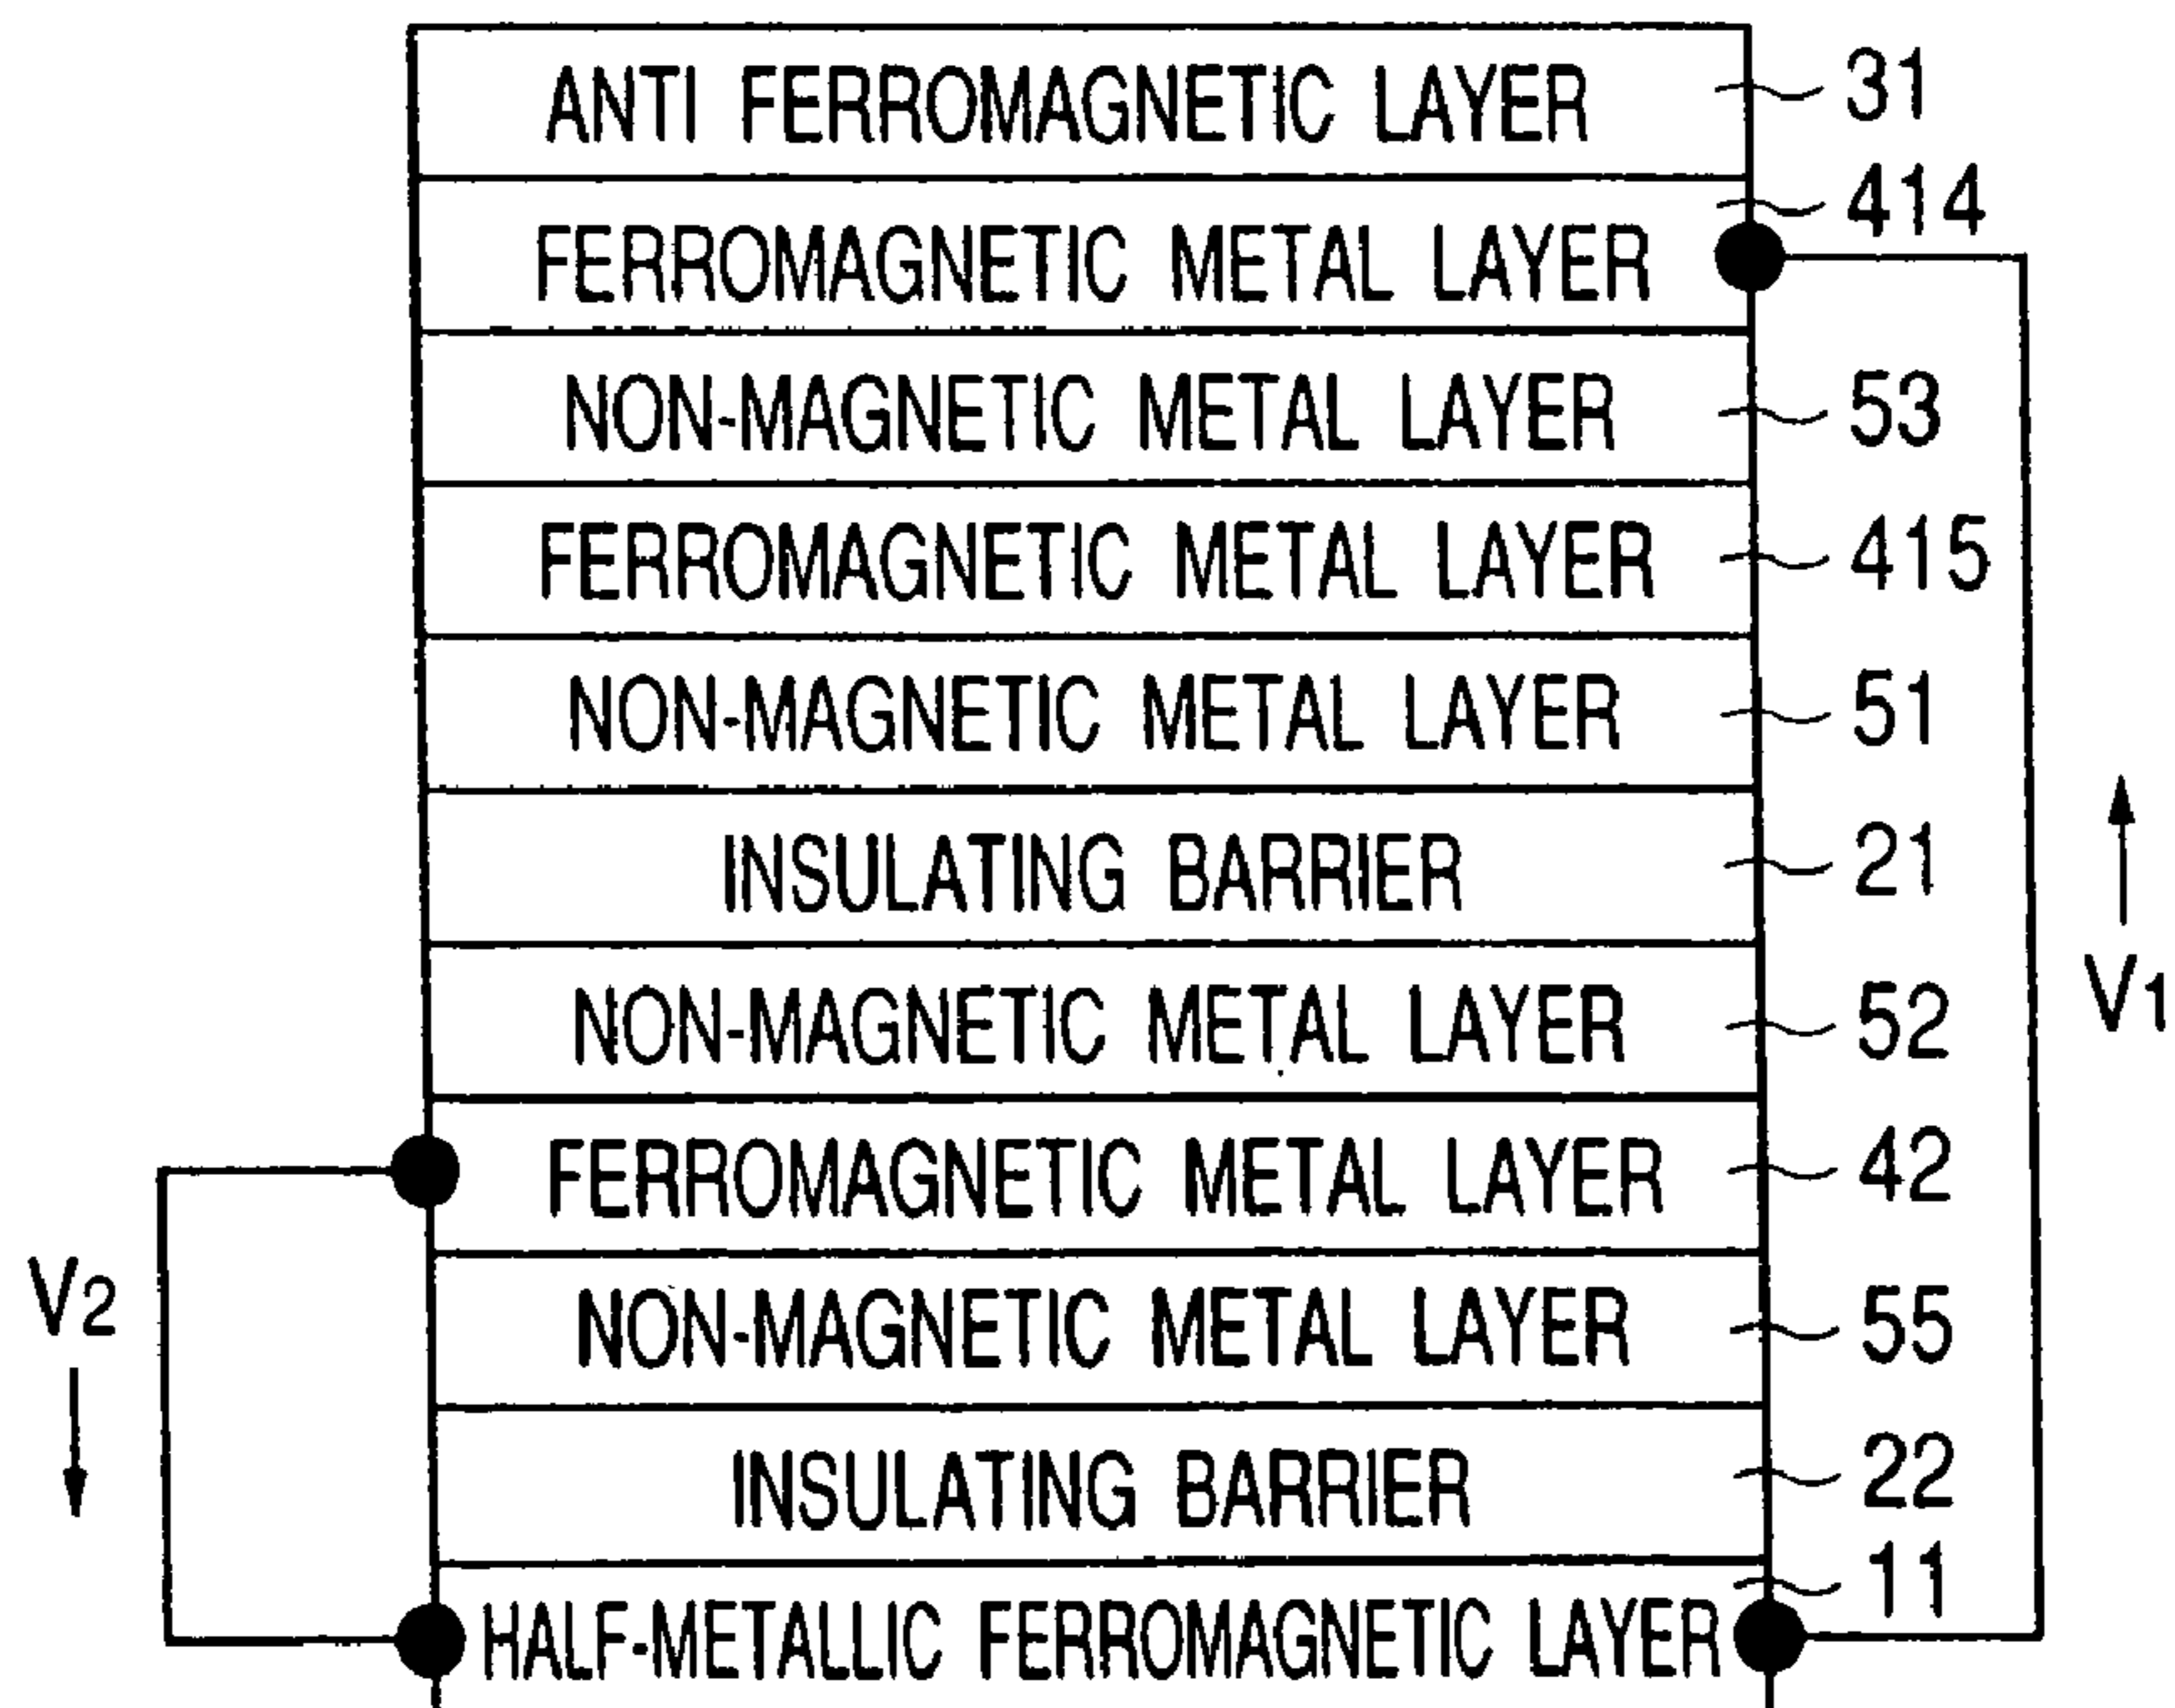 ANTI FERROMAGNETIC LAYER 31
414
FERROMAGNETIC METAL LAYER
NON-MAGNETIC METAL LAYER 53
FERROMAGNETIC METAL LAYER 415
NON-MAGNETIC METAL LAYER 51
INSULATING BARRIER 21
NON-MAGNETIC METAL LAYER 52
V1
FERROMAGNETIC METAL LAYER 42
V2
NON-MAGNETIC METAL LAYER 55
INSULATING BARRIER 22
11
HALF-METALLIC FERROMAGNETIC LAYER